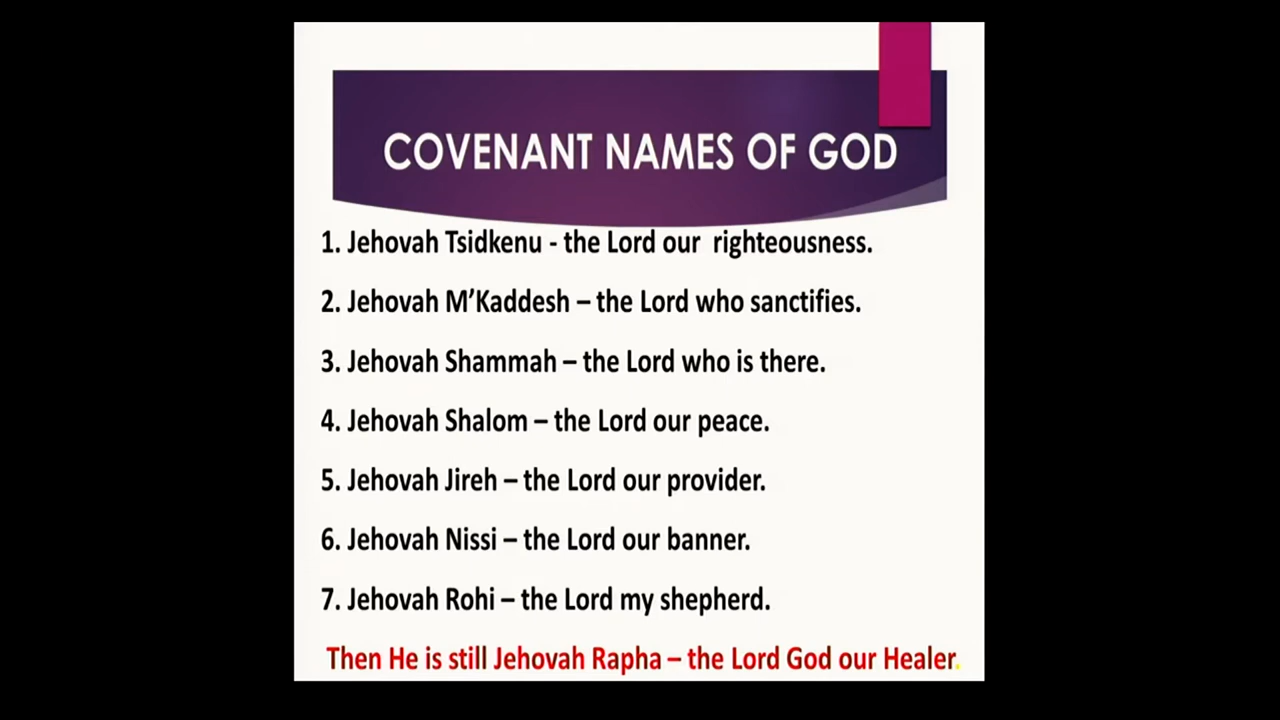 COVENANT NAMES OF GOD
1. Jehovah Tsidkenu - the Lord our righteousness.
2. Jehovah M’Kaddesh – the Lord who sanctifies.
3. Jehovah Shammah – the Lord who is there.
4. Jehovah Shalom – the Lord our peace.
5. Jehovah Jireh – the Lord our provider.
6. Jehovah Nissi – the Lord our banner.
7. Jehovah Rohi – the Lord my shepherd.
Then He is still Jehovah Rapha – the Lord God our Healer.